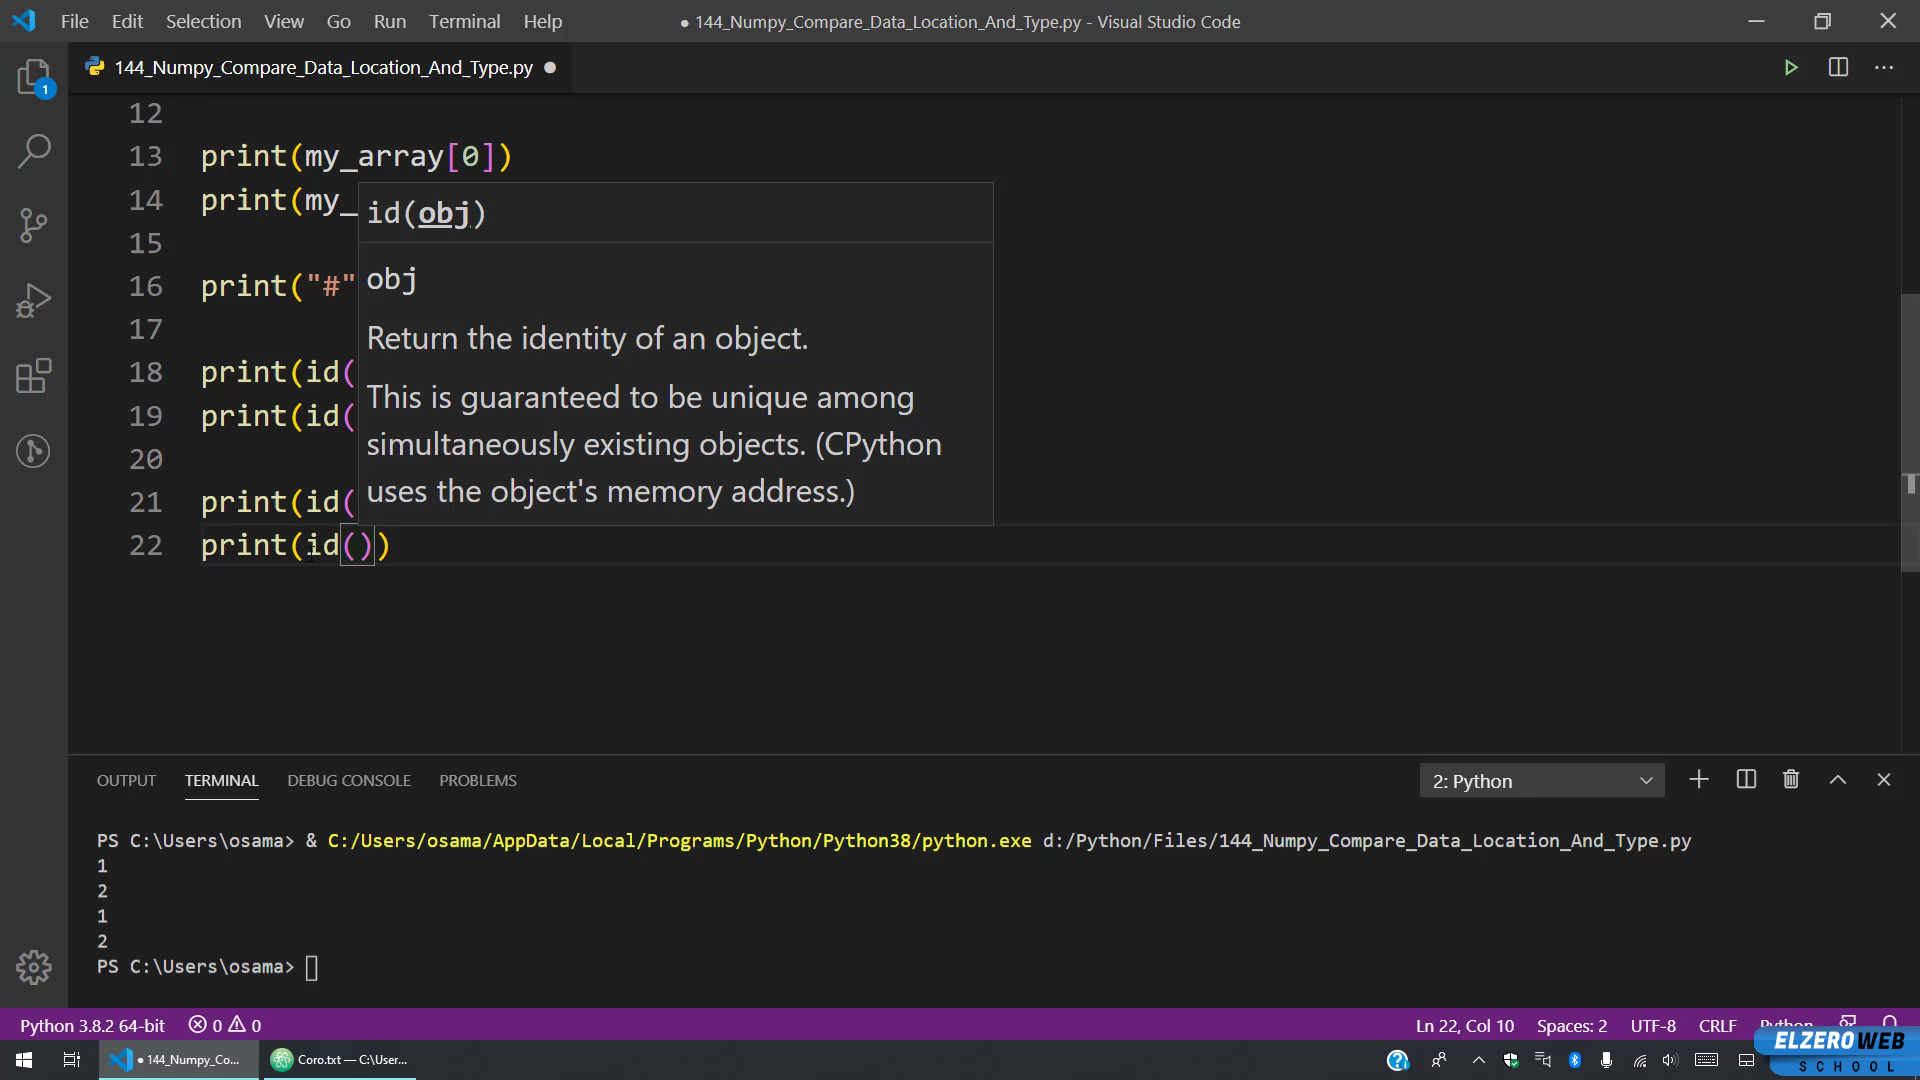 File Edit Selection View Go Run Terminal Help
● 144_Numpy_Compare_Data_Location_And_Type.py - Visual Studio Code
144_Numpy_Compare_Data_Location_And_Type.py ●
1
12
13 print(my_array[0])
14 print(my_
15
16 print("#"
17
18 print(id(
19 print(id(
20
21 print(id(
22 print(id())
id(obj)
obj
Return the identity of an object.
This is guaranteed to be unique among
simultaneously existing objects. (CPython
uses the object's memory address.)
OUTPUT TERMINAL DEBUG CONSOLE PROBLEMS
2: Python
PS C:\Users\osama> & C:/Users/osama/AppData/Local/Programs/Python/Python38/python.exe d:/Python/Files/144_Numpy_Compare_Data_Location_And_Type.py
1
2
1
2
PS C:\Users\osama>
Python 3.8.2 64-bit 0 0
Ln 22, Col 10 Spaces: 2 UTF-8 CRLF Python
● 144_Numpy_Co...
Coro.txt — C:\User...
ELZEROWEB
SCHOOL